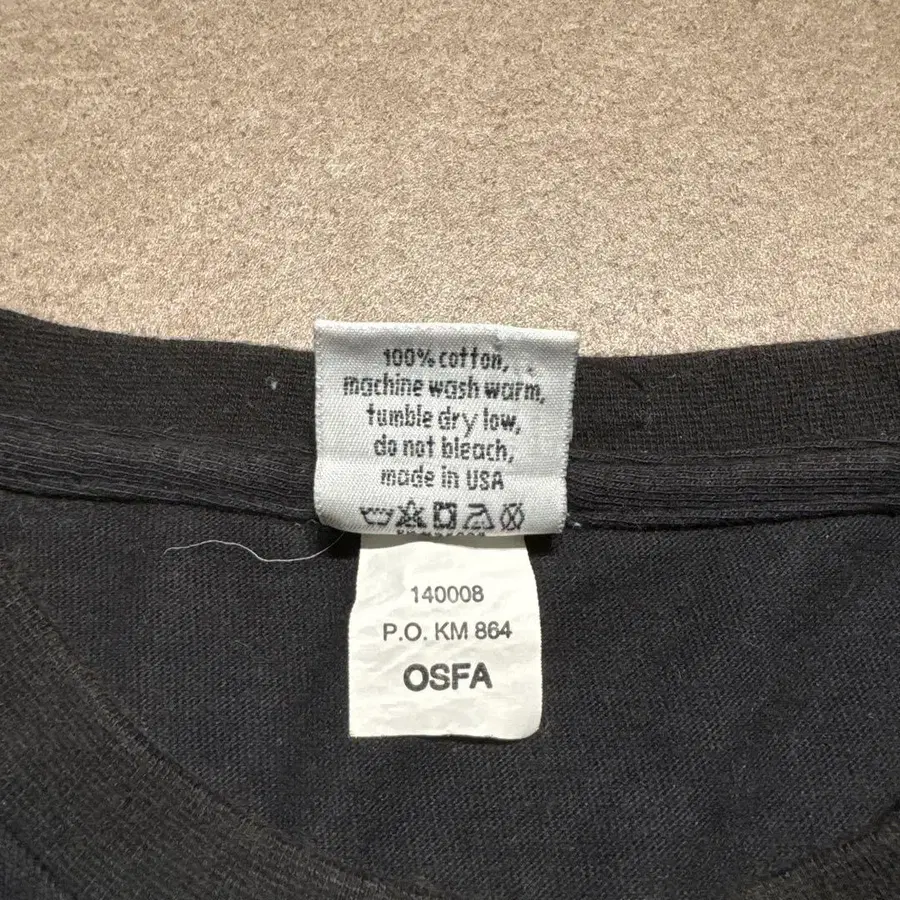 100% cotton,
machine wash warm,
tumble dry low,
do not bleach,
made in USA
140008
P.O. KM 864
OSFA